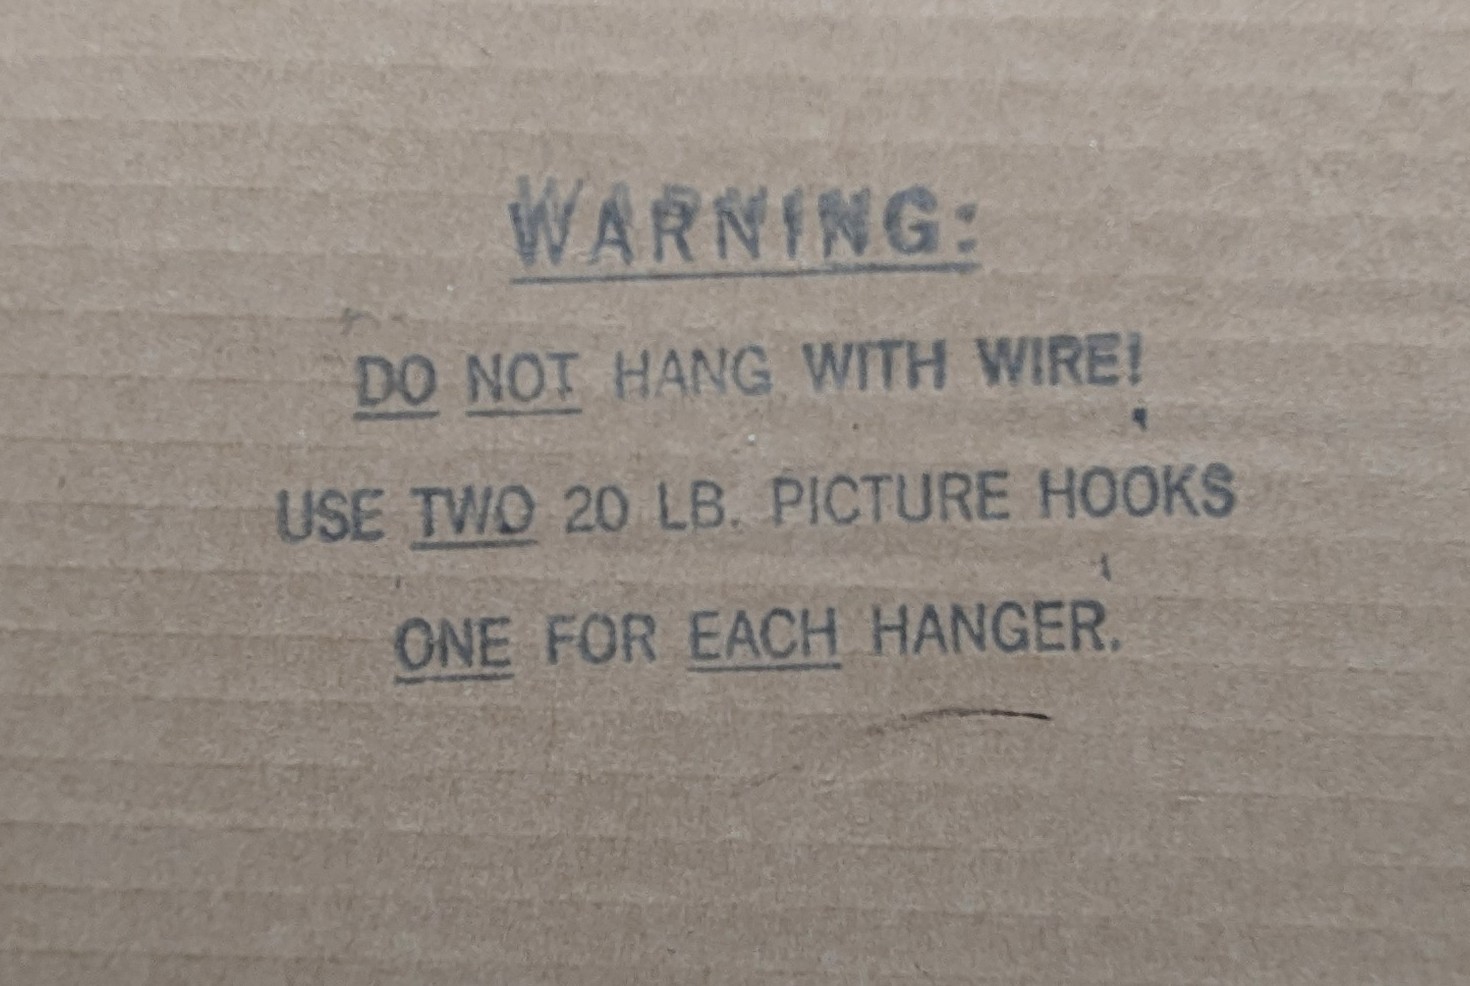 WARNING:
DO NOT HANG WITH WIRE!
USE TWO 20 LB. PICTURE HOOKS
ONE FOR EACH HANGER.